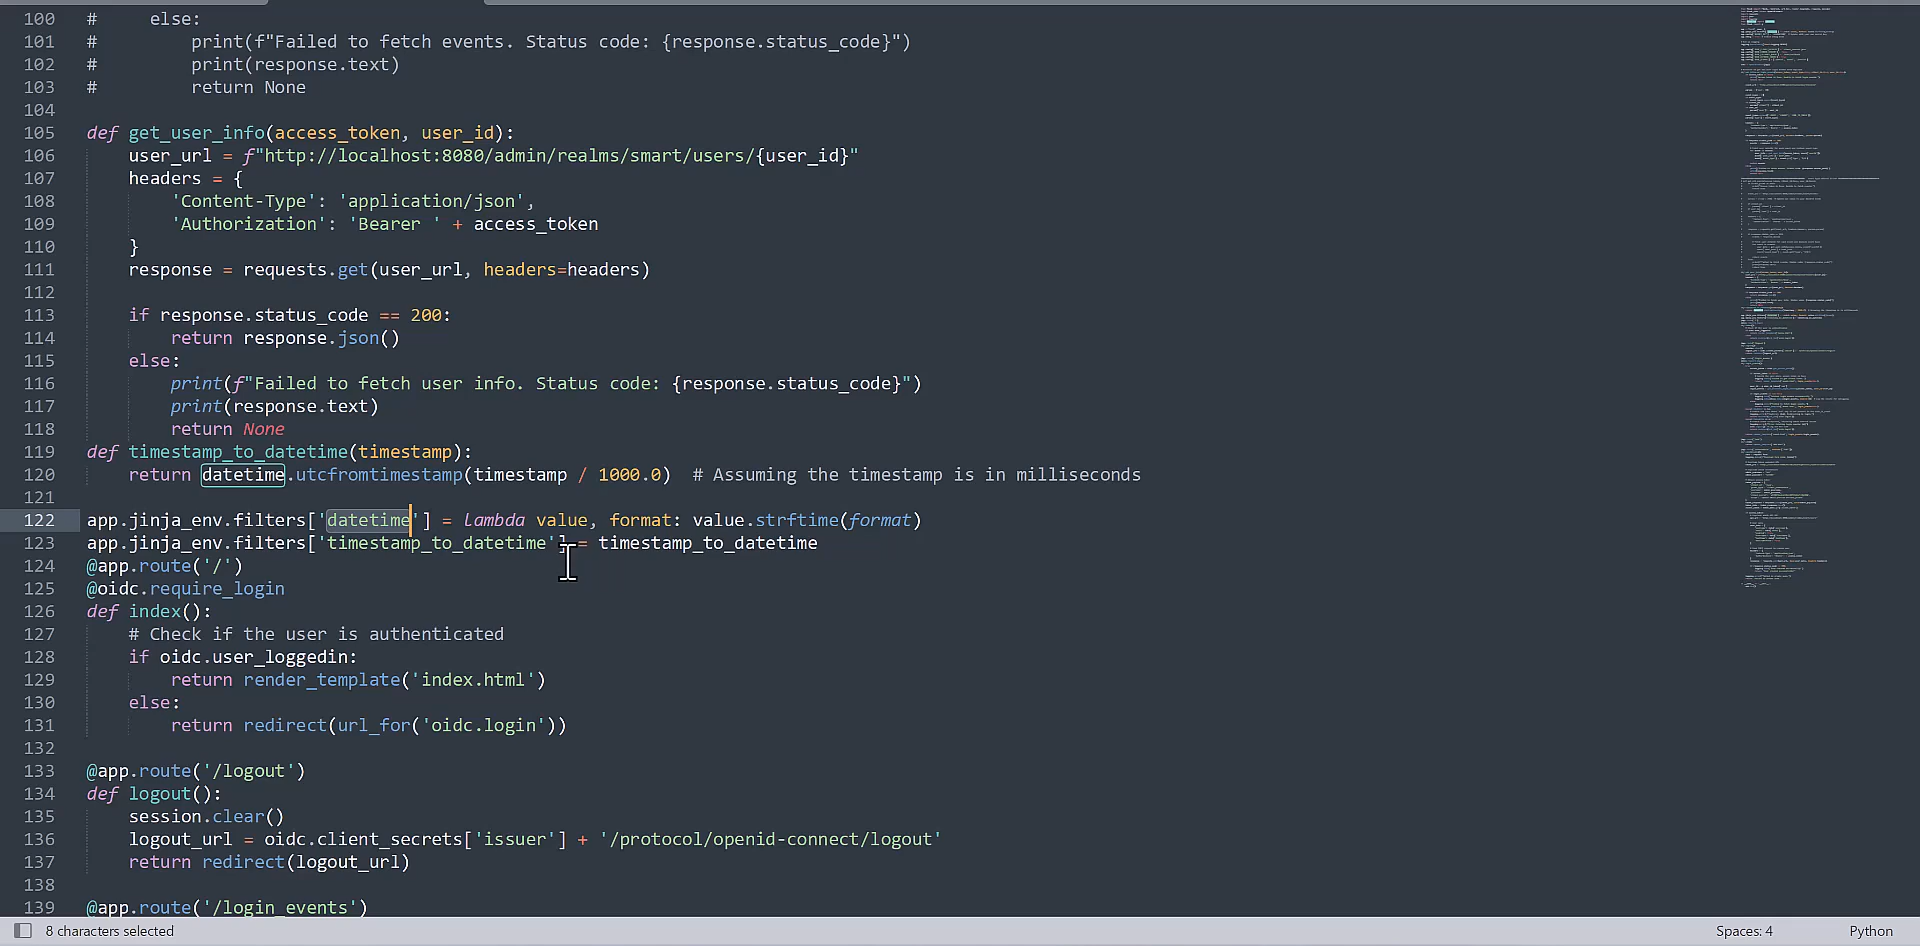 100 #     else:
101 #         print(f"Failed to fetch events. Status code: {response.status_code}")
102 #         print(response.text)
103 #         return None
104
105 def get_user_info(access_token, user_id):
106     user_url = f"http://localhost:8080/admin/realms/smart/users/{user_id}"
107     headers = {
108         'Content-Type': 'application/json',
109         'Authorization': 'Bearer ' + access_token
110     }
111     response = requests.get(user_url, headers=headers)
112
113     if response.status_code == 200:
114         return response.json()
115     else:
116         print(f"Failed to fetch user info. Status code: {response.status_code}")
117         print(response.text)
118         return None
119 def timestamp_to_datetime(timestamp):
120     return datetime.utcfromtimestamp(timestamp / 1000.0)  # Assuming the timestamp is in milliseconds
121
122 app.jinja_env.filters['datetime'] = lambda value, format: value.strftime(format)
123 app.jinja_env.filters['timestamp_to_datetime'] = timestamp_to_datetime
124 @app.route('/')
125 @oidc.require_login
126 def index():
127     # Check if the user is authenticated
128     if oidc.user_loggedin:
129         return render_template('index.html')
130     else:
131         return redirect(url_for('oidc.login'))
132
133 @app.route('/logout')
134 def logout():
135     session.clear()
136     logout_url = oidc.client_secrets['issuer'] + '/protocol/openid-connect/logout'
137     return redirect(logout_url)
138
139 @app.route('/login_events')
8 characters selected
Spaces: 4
Python